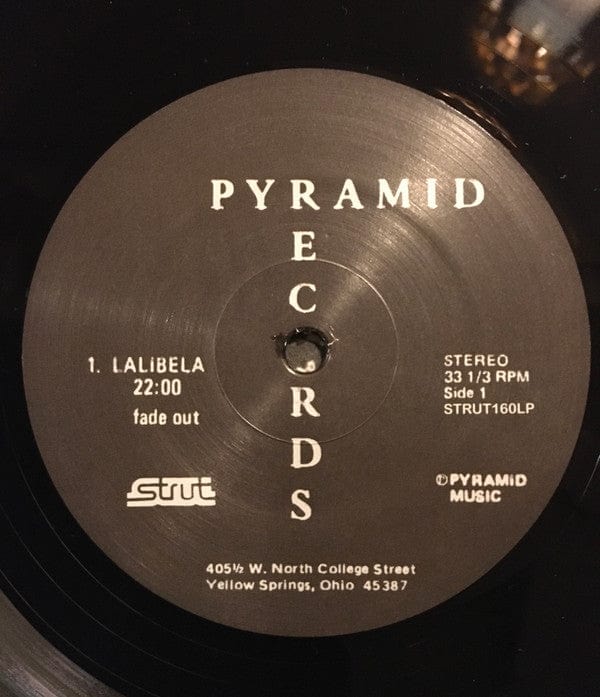 PYRAMID
RECORDS
1. LALIBELA
22:00
fade out
STEREO
33 1/3 RPM
Side 1
STRUT160LP
strut
℗ PYRAMID
MUSIC
405½ W. North College Street
Yellow Springs, Ohio 45387